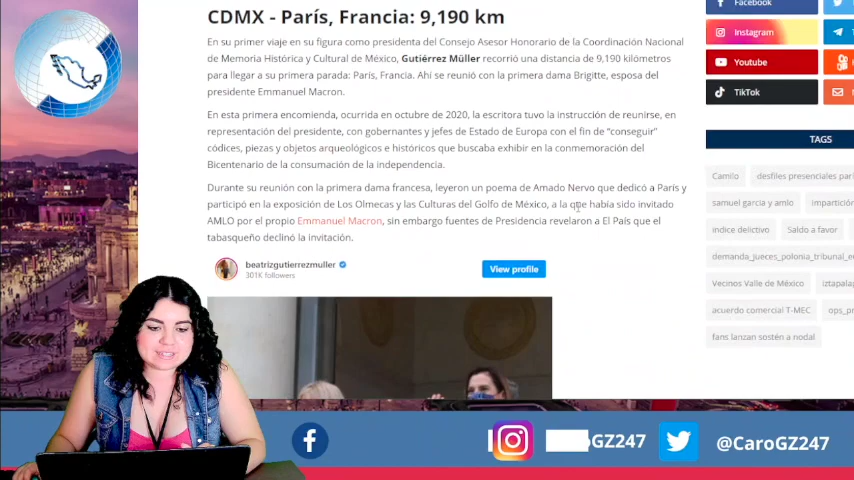 CDMX - París, Francia: 9,190 km
En su primer viaje en su figura como presidenta del Consejo Asesor Honorario de la Coordinación Nacional
de Memoria Histórica y Cultural de México, Gutiérrez Müller recorrió una distancia de 9,190 kilómetros
para llegar a su primera parada: París, Francia. Ahí se reunió con la primera dama Brigitte, esposa del
presidente Emmanuel Macron.
En esta primera encomienda, ocurrida en octubre de 2020, la escritora tuvo la instrucción de reunirse, en
representación del presidente, con gobernantes y jefes de Estado de Europa con el fin de “conseguir”
códices, piezas y objetos arqueológicos e históricos que buscaba exhibir en la conmemoración del
Bicentenario de la consumación de la independencia.
Durante su reunión con la primera dama francesa, leyeron un poema de Amado Nervo que dedicó a París y
participó en la exposición de Los Olmecas y las Culturas del Golfo de México, a la que había sido invitado
AMLO por el propio Emmanuel Macron, sin embargo fuentes de Presidencia revelaron a El País que el
tabasqueño declinó la invitación.
beatrizgutierrezmuller
301K followers
View profile
Facebook
Instagram
Youtube
TikTok
TAGS
Camilo desfiles presenciales
samuel garcia y amlo
indice delictivo Saldo a favor
demanda_jueces_polonia_tribunal
Vecinos Valle de México
acuerdo comercial T-MEC
fans lanzan sostén a nodal
GZ247
@CaroGZ247